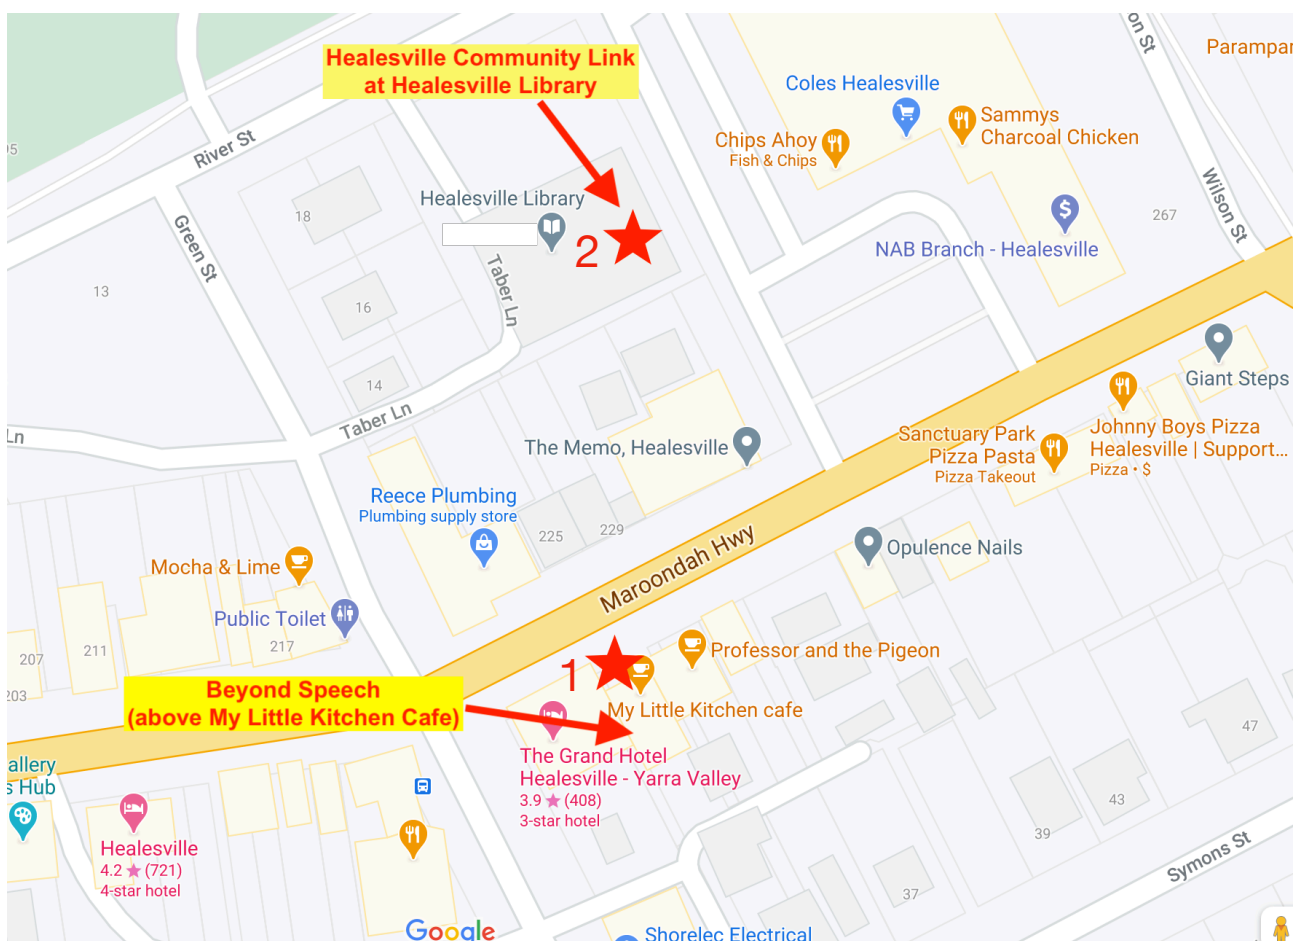 Healesville Community Link
at Healesville Library
on St
Parampar
Coles Healesville
Sammys
Charcoal Chicken
Chips Ahoy
Fish & Chips
95
River St
Healesville Library
18
2
Green St
Wilson St
267
NAB Branch - Healesville
13
16
Taber Ln
14
Taber Ln
Ln
Giant Steps
The Memo, Healesville
Sanctuary Park
Pizza Pasta
Pizza Takeout
Johnny Boys Pizza
Healesville | Support...
Pizza • $
Reece Plumbing
Plumbing supply store
225
229
Maroondah Hwy
Opulence Nails
Mocha & Lime
Public Toilet
217
211
207
203
1
Professor and the Pigeon
Beyond Speech
(above My Little Kitchen Cafe)
My Little Kitchen cafe
The Grand Hotel
Healesville - Yarra Valley
3.9 ★ (408)
3-star hotel
allery
s Hub
Healesville
4.2 ★ (721)
4-star hotel
47
43
39
37
Symons St
Google
Shorelec Electrical